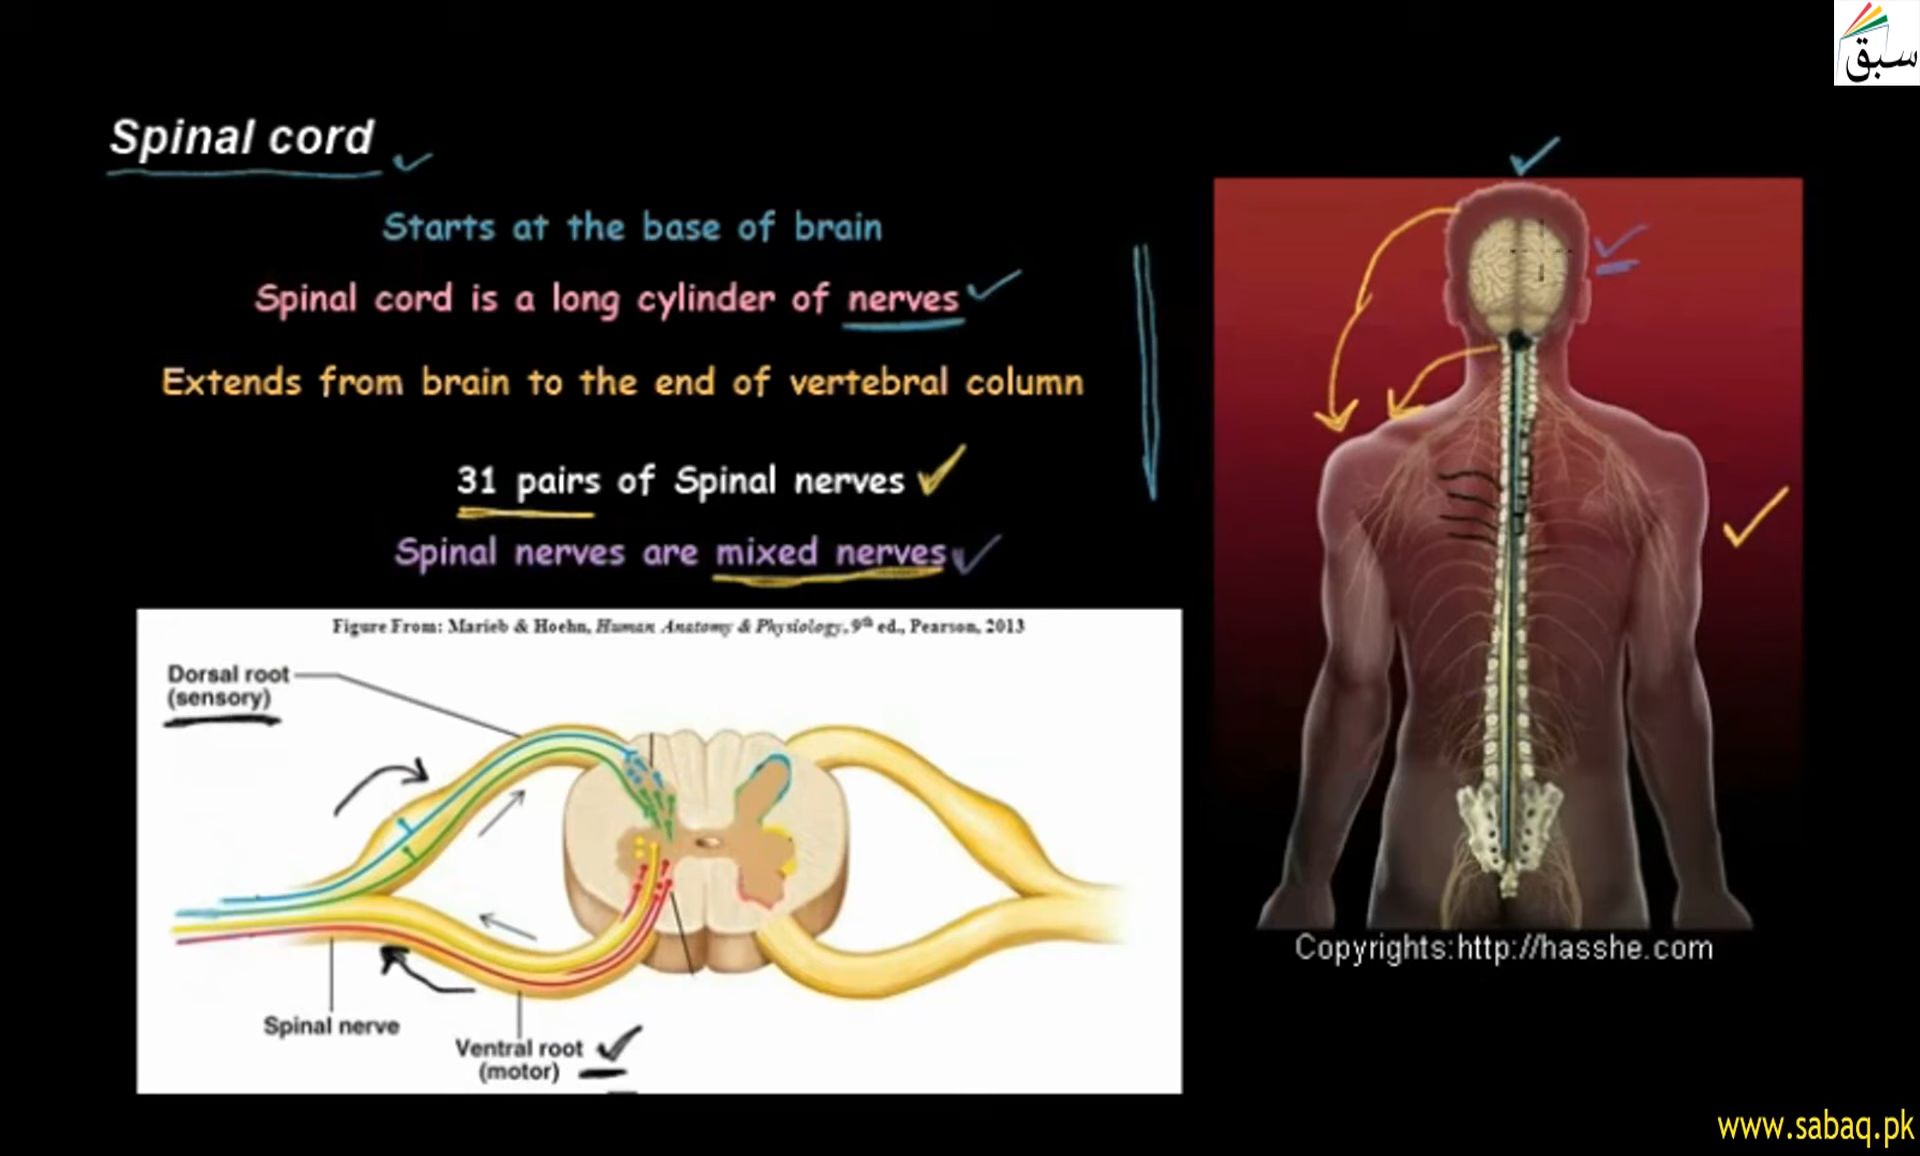 سبق
Spinal cord
Starts at the base of brain
Spinal cord is a long cylinder of nerves
Extends from brain to the end of vertebral column
31 pairs of Spinal nerves
Spinal nerves are mixed nerves
Figure From: Marieb & Hoehn, Human Anatomy & Physiology, 9th ed., Pearson, 2013
Dorsal root
(sensory)
Spinal nerve
Ventral root
(motor)
Copyrights:http://hasshe.com
www.sabaq.pk